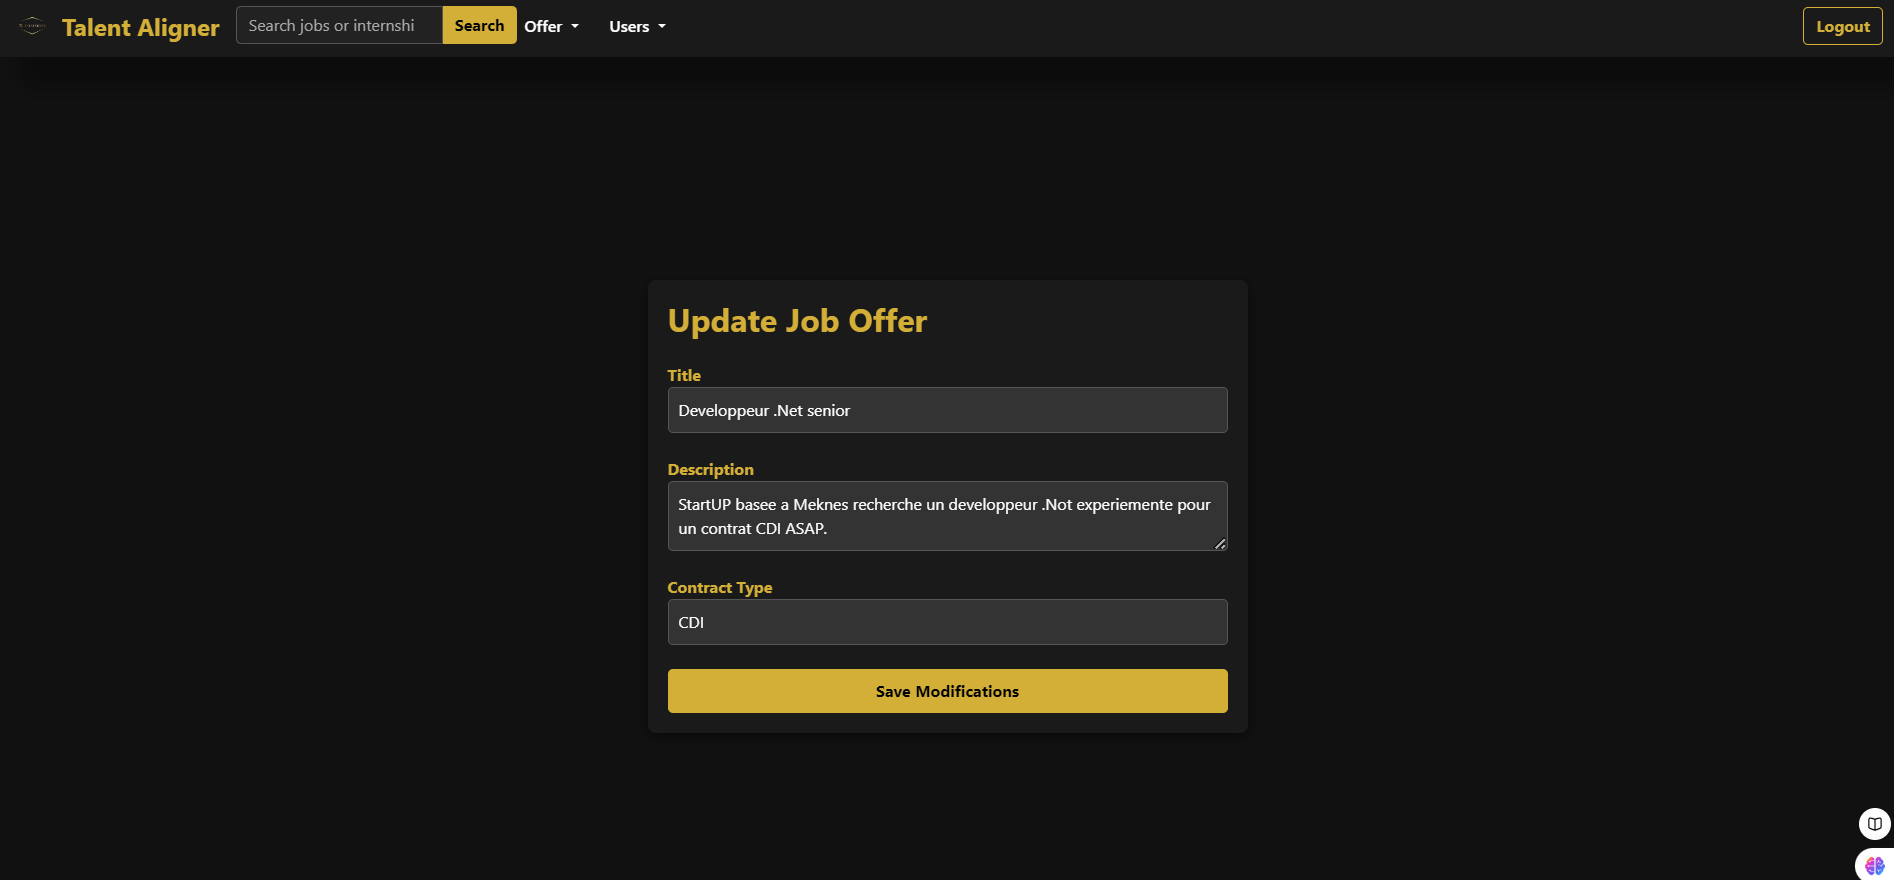 Talent Aligner
Search jobs or internshi
Search
Offer
Users
Logout
Update Job Offer
Title
Developpeur .Net senior
Description
StartUP basee a Meknes recherche un developpeur .Not experiemente pour
un contrat CDI ASAP.
Contract Type
CDI
Save Modifications